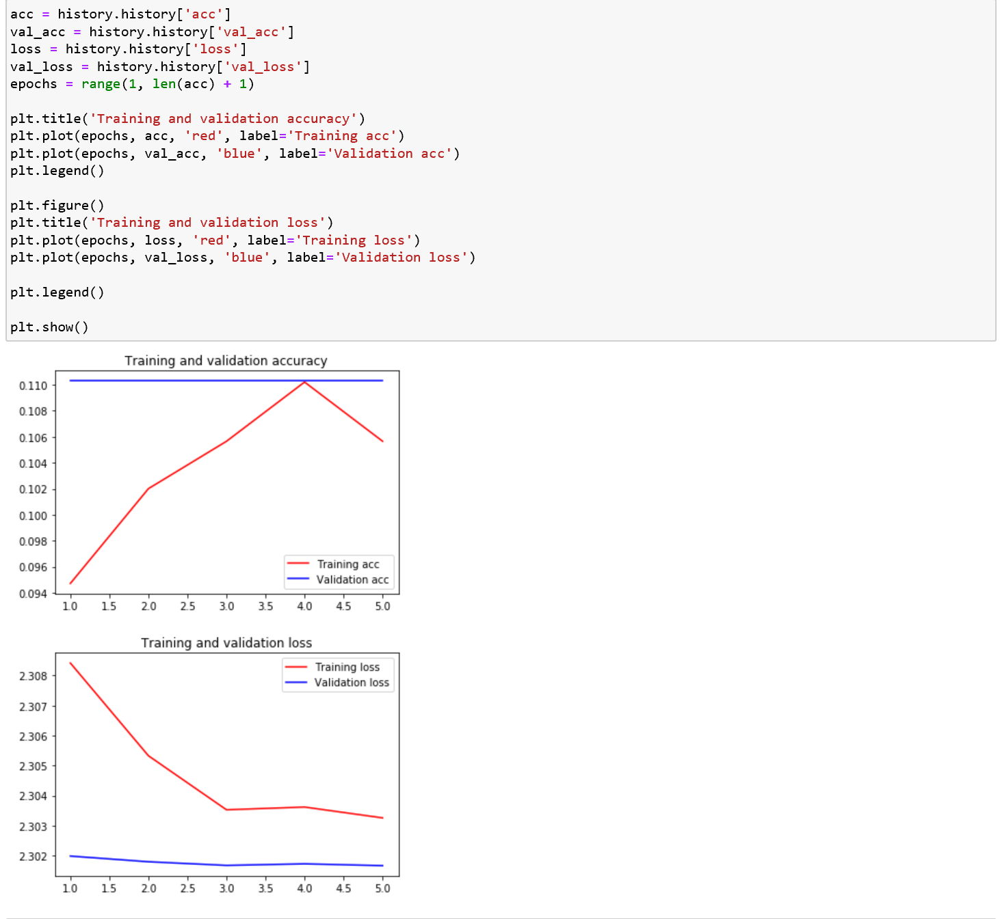 acc = history.history['acc']
val_acc = history.history['val_acc']
loss = history.history['loss']
val_loss = history.history['val_loss']
epochs = range(1, len(acc) + 1)
plt.title('Training and validation accuracy')
plt.plot(epochs, acc, 'red', label='Training acc')
plt.plot(epochs, val_acc, 'blue', label='Validation acc')
plt.legend()
plt.figure()
plt.title('Training and validation loss')
plt.plot(epochs, loss, 'red', label='Training loss')
plt.plot(epochs, val_loss, 'blue', label='Validation loss')
plt.legend()
plt.show()
Training and validation accuracy
0.110
0.108
0.106
0.104
0.102
0.100
0.098
0.096
0.094
Training acc
Validation acc
1.0 1.5 2.0 2.5 3.0 3.5 4.0 4.5 5.0
Training and validation loss
Training loss
Validation loss
2.308
2.307
2.306
2.305
2.304
2.303
2.302
1.0 1.5 2.0 2.5 3.0 3.5 4.0 4.5 5.0